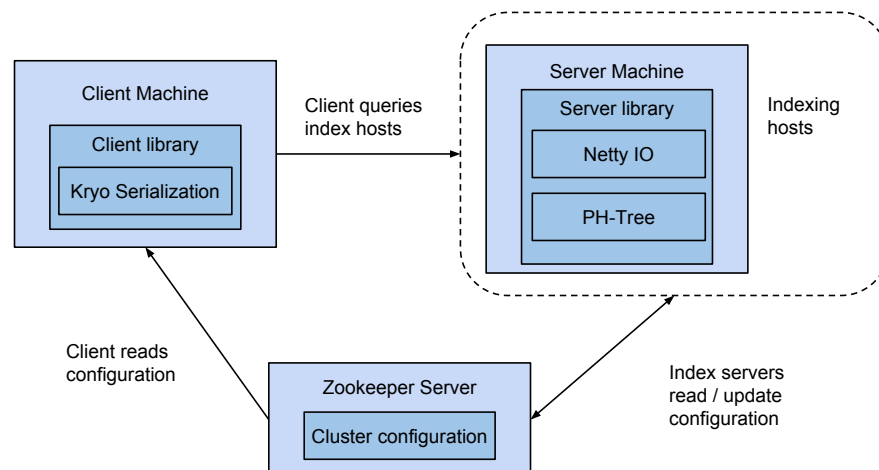 Client Machine
Client library
Kryo Serialization
Client queries
index hosts
Server Machine
Server library
Netty IO
PH-Tree
Indexing
hosts
Client reads
configuration
Zookeeper Server
Cluster configuration
Index servers
read / update
configuration